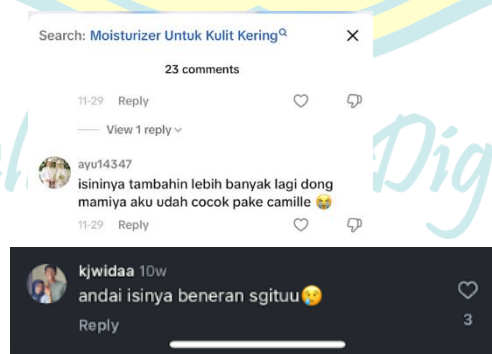 Search: Moisturizer Untuk Kulit Kering
23 comments
11-29 Reply
View 1 reply
ayu14347
isininya tambahin lebih banyak lagi dong
mamiya aku udah cocok pake camille 😭
11-29 Reply
Dig
kjwidaa 10w
andai isinya beneran sgituu😢
Reply
3